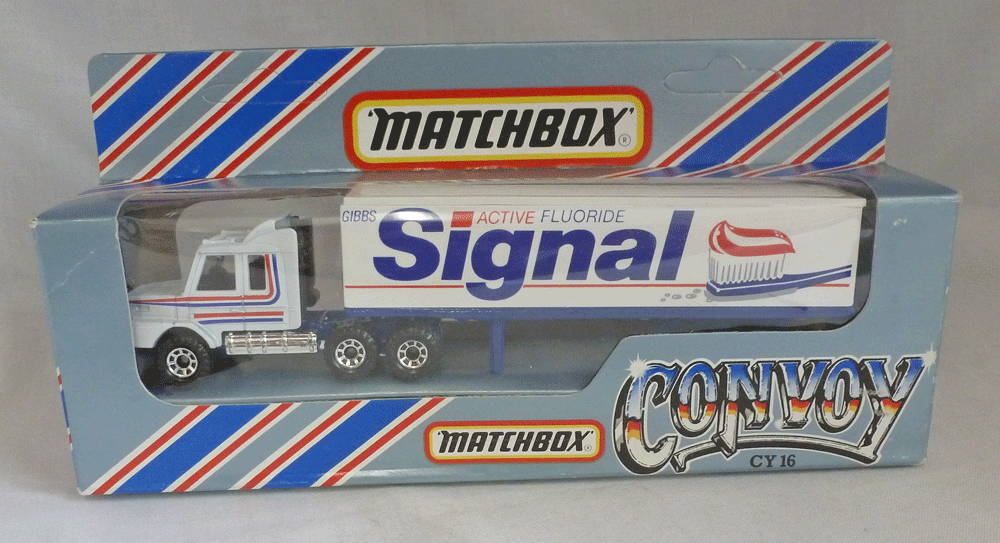 'MATCHBOX'®
GIBBS ACTIVE FLUORIDE
Signal
CONVOY
'MATCHBOX'®
CY 16